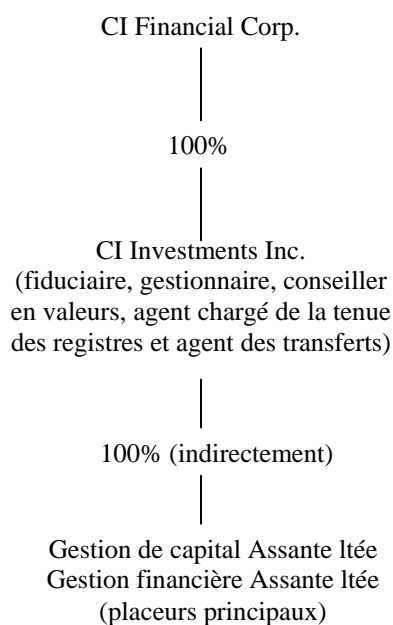 CI Financial Corp.
100%
CI Investments Inc.
(fiduciaire, gestionnaire, conseiller
en valeurs, agent chargé de la tenue
des registres et agent des transferts)
100% (indirectement)
Gestion de capital Assante ltée
Gestion financière Assante ltée
(placeurs principaux)